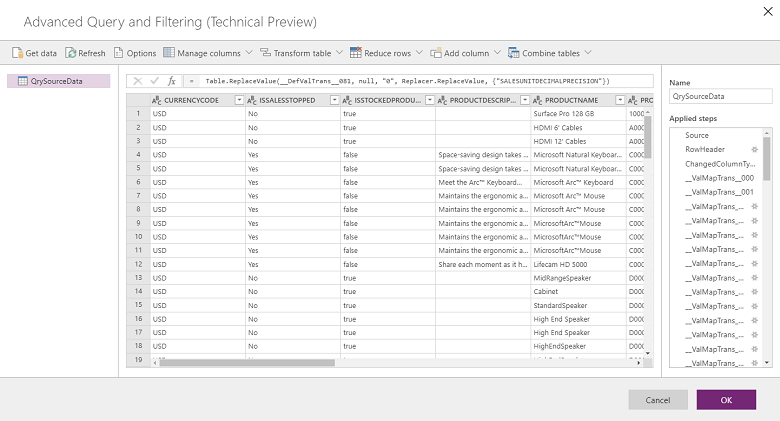 Advanced Query and Filtering (Technical Preview)
Get data Refresh Options Manage columns Transform table Reduce rows Add column Combine tables
QrySourceData
fx Table.ReplaceValue(__DefValTrans__081, null, "0", Replacer.ReplaceValue, {"SALESUNITDECIMALPRECISION"})
CURRENCYCODE ISSALESSTOPPED ISSTOCKEDPRODU... PRODUCTDESCRIP... PRODUCTNAME PRO
1 USD No true Surface Pro 128 GB 1000
2 USD No true HDMI 6' Cables A000
3 USD No true HDMI 12' Cables A000
4 USD Yes false Space-saving design takes ... Microsoft Natural Keyboar... C000
5 USD Yes false Space-saving design takes ... Microsoft Natural Keyboar... C000
6 USD Yes false Meet the Arc™ Keyboard... Microsoft Arc™ Keyboard C000
7 USD Yes false Maintains the ergonomic a... Microsoft Arc™ Mouse C000
8 USD Yes false Maintains the ergonomic a... Microsoft Arc™ Mouse C000
9 USD Yes false Maintains the ergonomic a... MicrosoftArc™Mouse C000
10 USD Yes false Maintains the ergonomic a... MicrosoftArc™Mouse C000
11 USD Yes false Maintains the ergonomic a... MicrosoftArc™Mouse C000
12 USD Yes false Share each moment as it h... Lifecam HD 5000 C000
13 USD No true MidRangeSpeaker D000
14 USD No true Cabinet D000
15 USD No true StandardSpeaker D000
16 USD No true High End Speaker D000
17 USD No true High End Speaker D000
18 USD No true HighEndSpeaker D000
19
Name
QrySourceData
Applied steps
Source
RowHeader
ChangedColumnTy...
__ValMapTrans__000
__ValMapTrans__001
__ValMapTrans_...
__ValMapTrans_...
__ValMapTrans_...
__ValMapTrans_...
__ValMapTrans_...
__ValMapTrans_...
__ValMapTrans_...
__ValMapTrans_...
__ValMapTrans_...
__ValMapTrans_...
__ValMapTrans_...
__ValMapTrans_...
Cancel OK